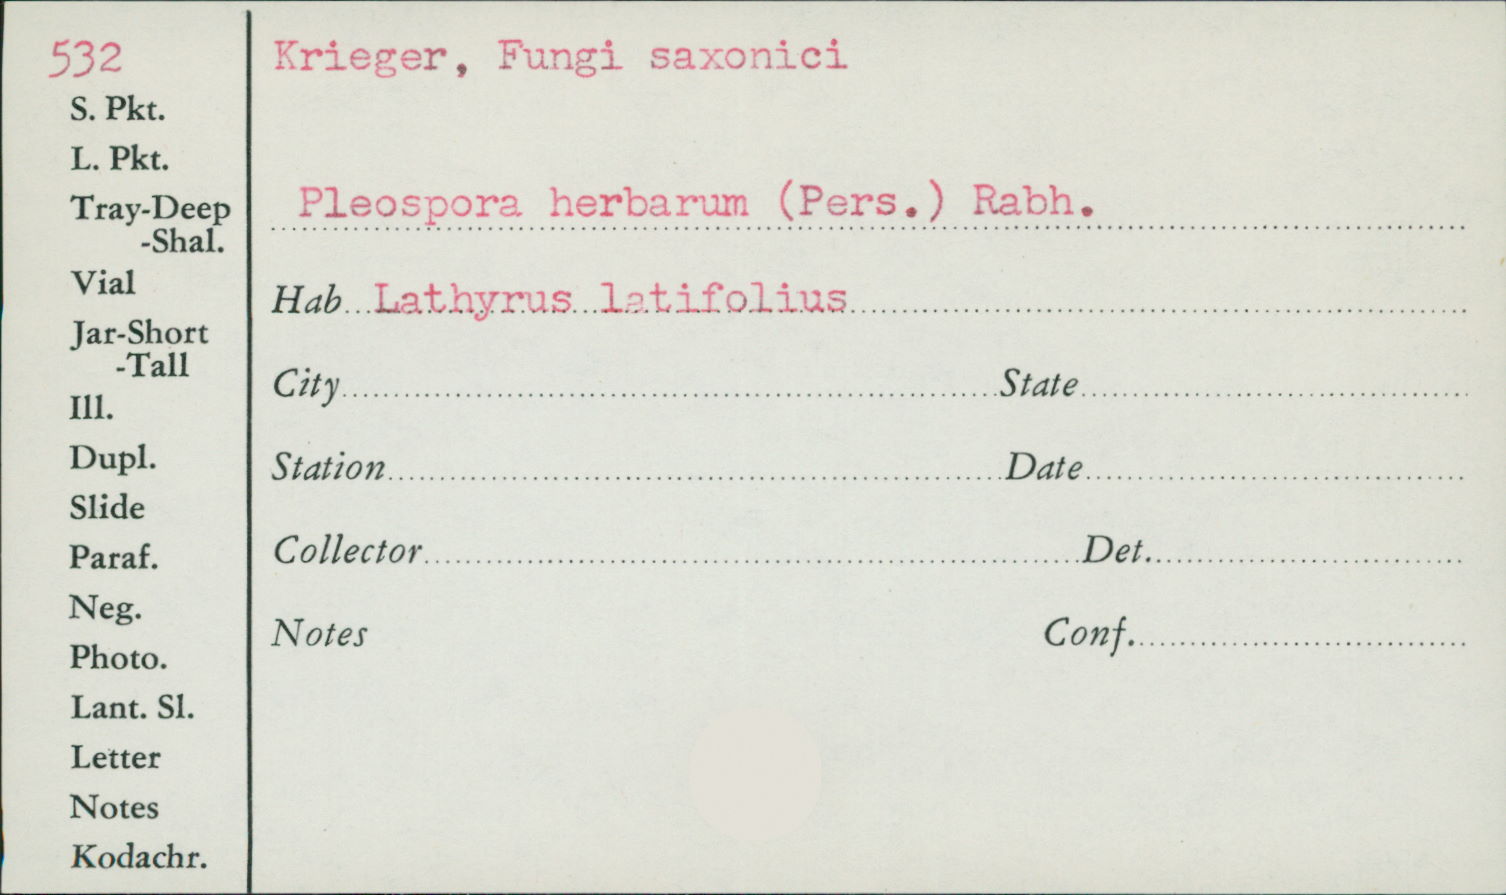 532
S. Pkt.
L. Pkt.
Tray-Deep
-Shal.
Vial
Jar-Short
-Tall
Ill.
Dupl.
Slide
Paraf.
Neg.
Photo.
Lant. Sl.
Letter
Notes
Kodachr.
Krieger, Fungi saxonici
Pleospora herbarum (Pers.) Rabh.
Hab Lathyrus latifolius
City State
Station Date
Collector Det.
Notes Conf.